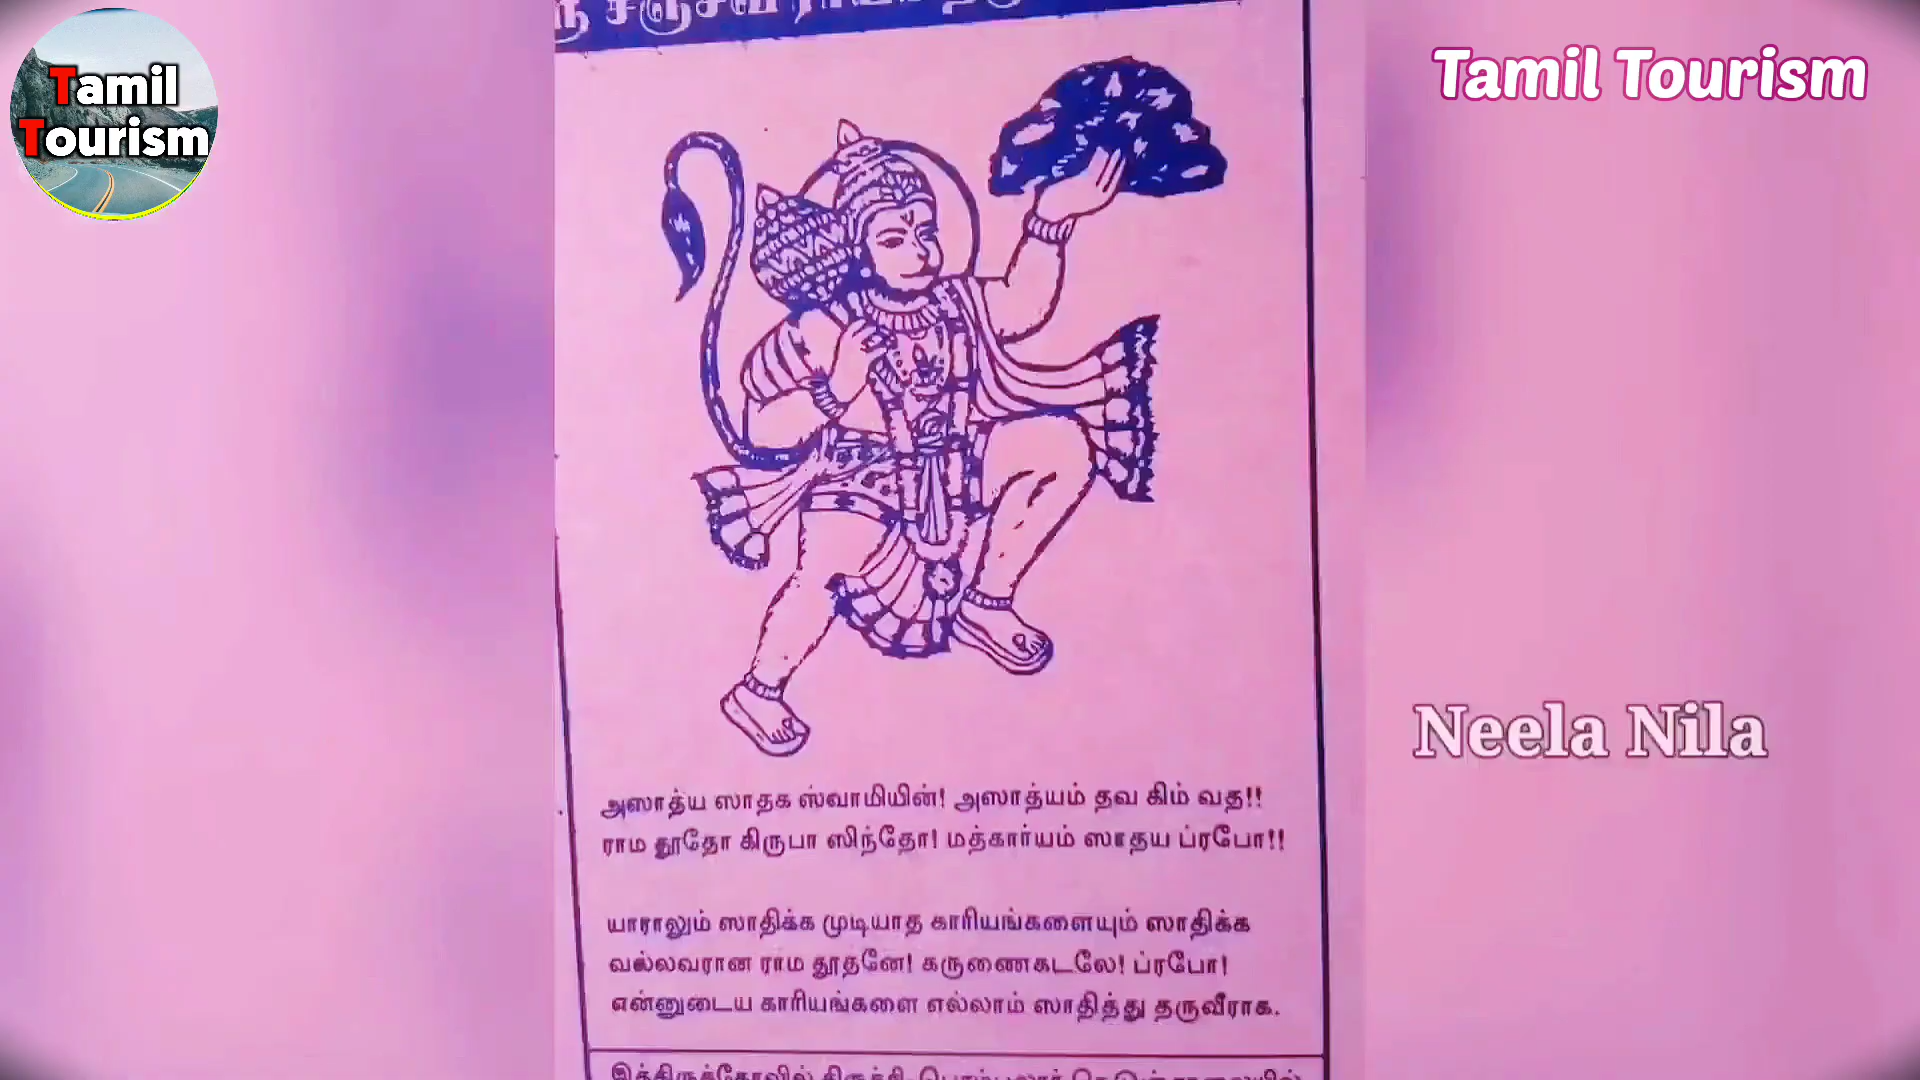 Tamil
Tourism
Tamil Tourism
அஸாத்ய ஸாதக ஸ்வாமியின்! அஸாத்யம் தவ கிம் வத!!
ராம தூதோ கிருபா ஸிந்தோ! மத்கார்யம் ஸாதய ப்ரபோ!!
யாராலும் ஸாதிக்க முடியாத காரியங்களையும் ஸாதிக்க
வல்லவரான ராம தூதனே! கருணைகடலே! ப்ரபோ!
என்னுடைய காரியங்களை எல்லாம் ஸாதித்து தருவீராக.
Neela Nila